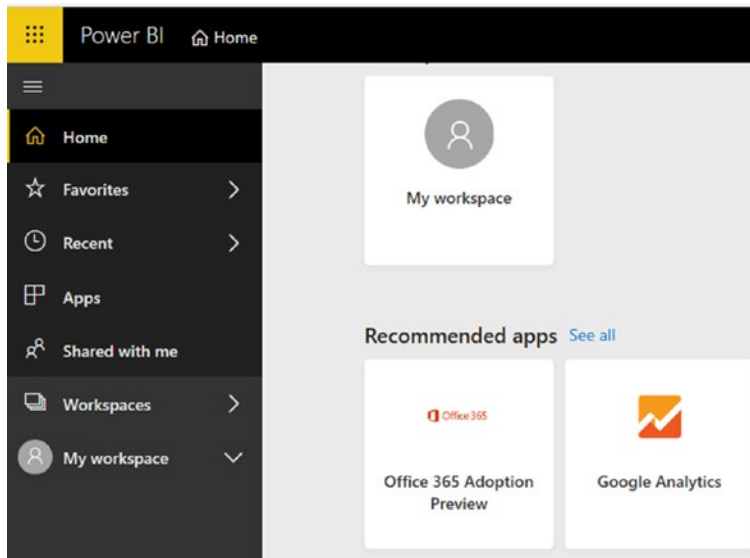 Power BI Home
Home
Favorites
Recent
Apps
Shared with me
Workspaces
My workspace
My workspace
Recommended apps See all
Office 365
Office 365 Adoption
Preview
Google Analytics